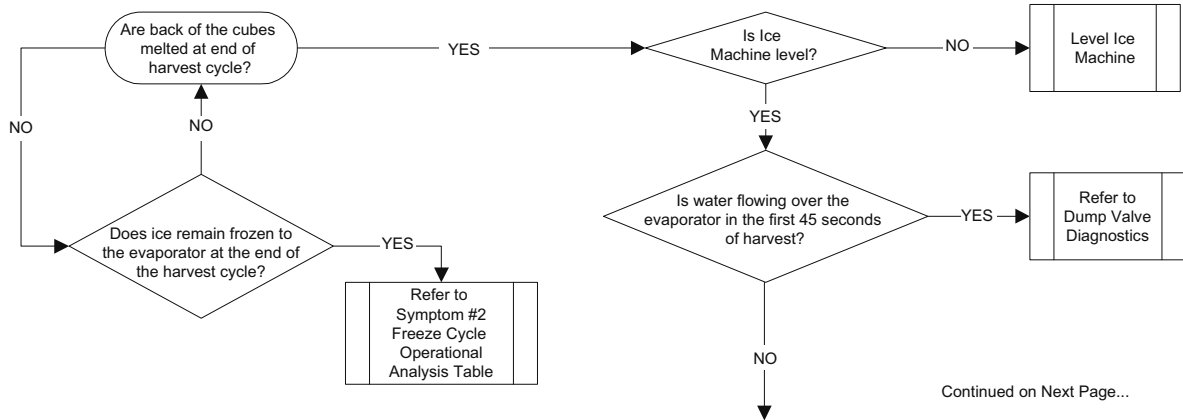 Are back of the cubes
melted at end of
harvest cycle?
YES
Is Ice
Machine level?
NO
Level Ice
Machine
NO
NO
YES
Does ice remain frozen to
the evaporator at the end of
the harvest cycle?
YES
Is water flowing over the
evaporator in the first 45 seconds
of harvest?
YES
Refer to
Dump Valve
Diagnostics
Refer to
Symptom #2
Freeze Cycle
Operational
Analysis Table
NO
Continued on Next Page...